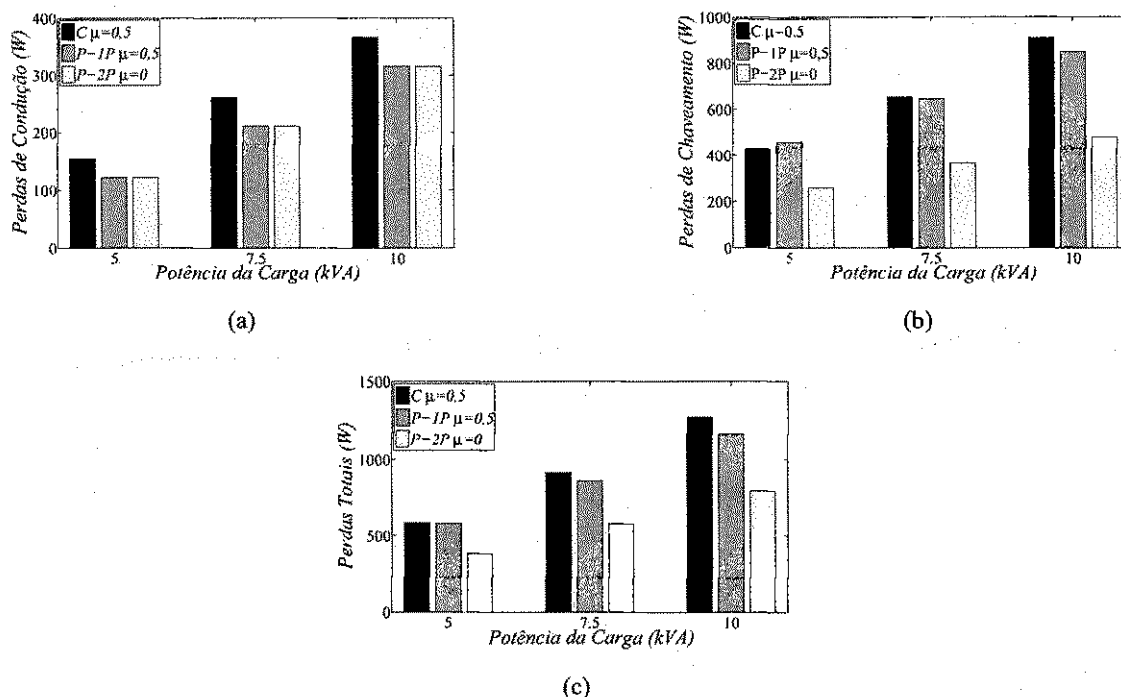 400
300
200
100
0
Perdas de Condução (W)
C μ=0,5
P-1P μ=0,5
P-2P μ=0
5 7.5 10
Potência da Carga (kVA)
(a)
1000
800
600
400
200
0
Perdas de Chaveamento (W)
C μ-0.5
P-1P μ=0,5
P-2P μ=0
5 7.5 10
Potência da Carga (kVA)
(b)
1500
1000
500
0
Perdas Totais (W)
C μ=0.5
P-1P μ=0,5
P-2P μ=0
5 7.5 10
Potência da Carga (kVA)
(c)